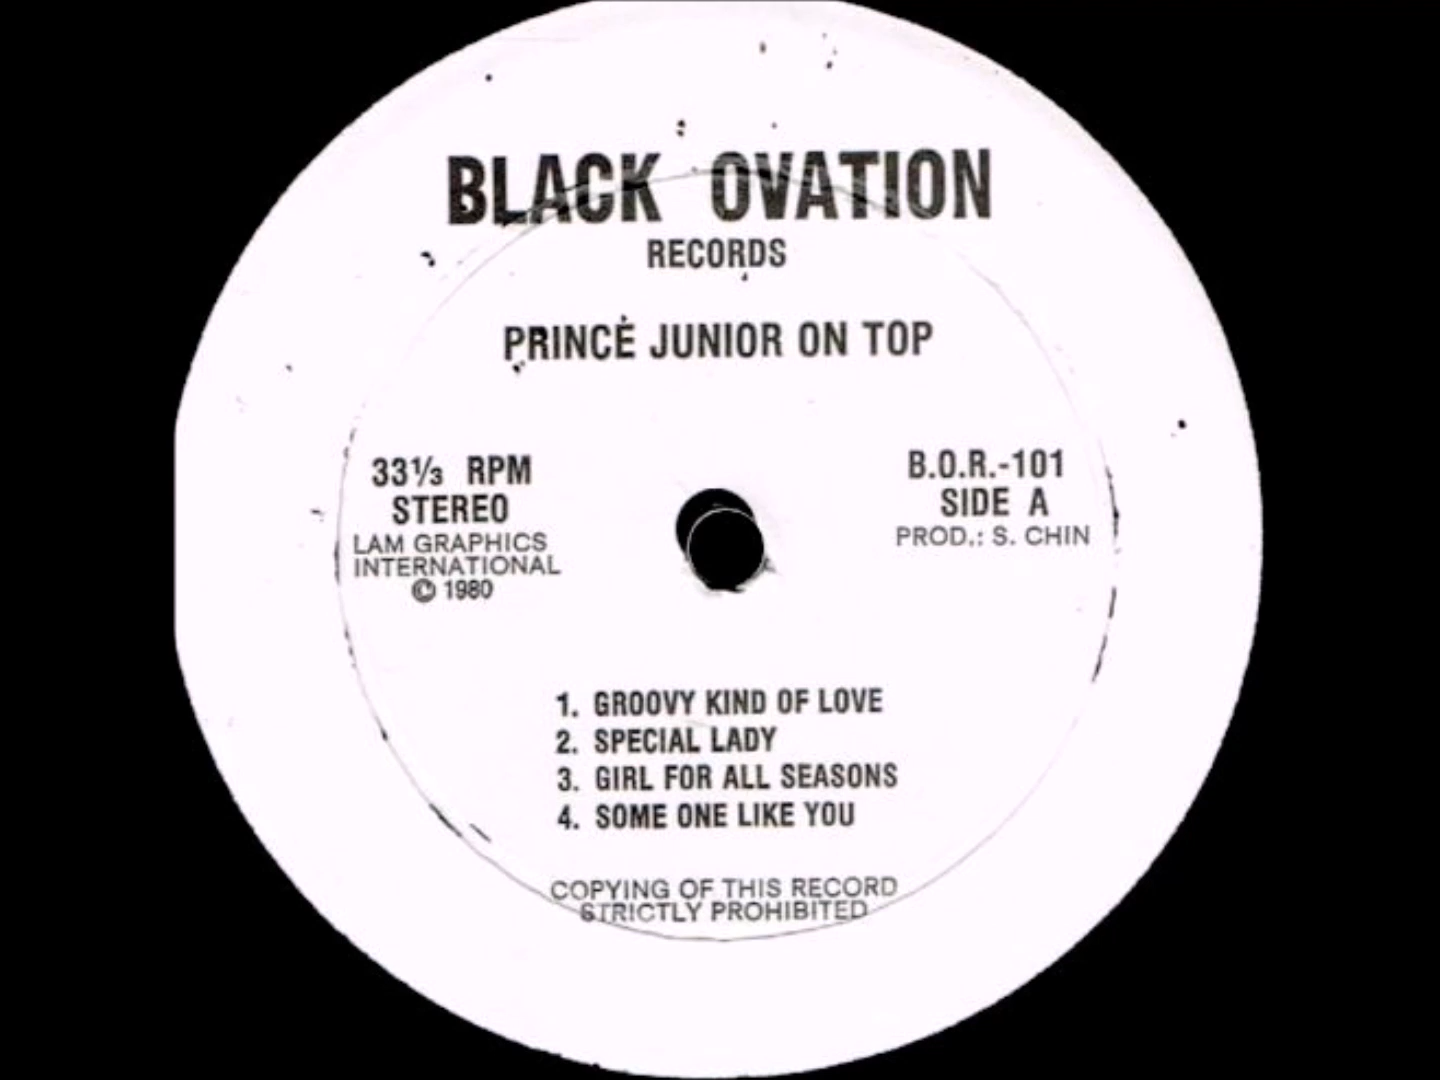 BLACK OVATION
RECORDS
PRINCE JUNIOR ON TOP
33⅓ RPM
STEREO
LAM GRAPHICS
INTERNATIONAL
© 1980
B.O.R.-101
SIDE A
PROD.: S. CHIN
1. GROOVY KIND OF LOVE
2. SPECIAL LADY
3. GIRL FOR ALL SEASONS
4. SOME ONE LIKE YOU
COPYING OF THIS RECORD
STRICTLY PROHIBITED